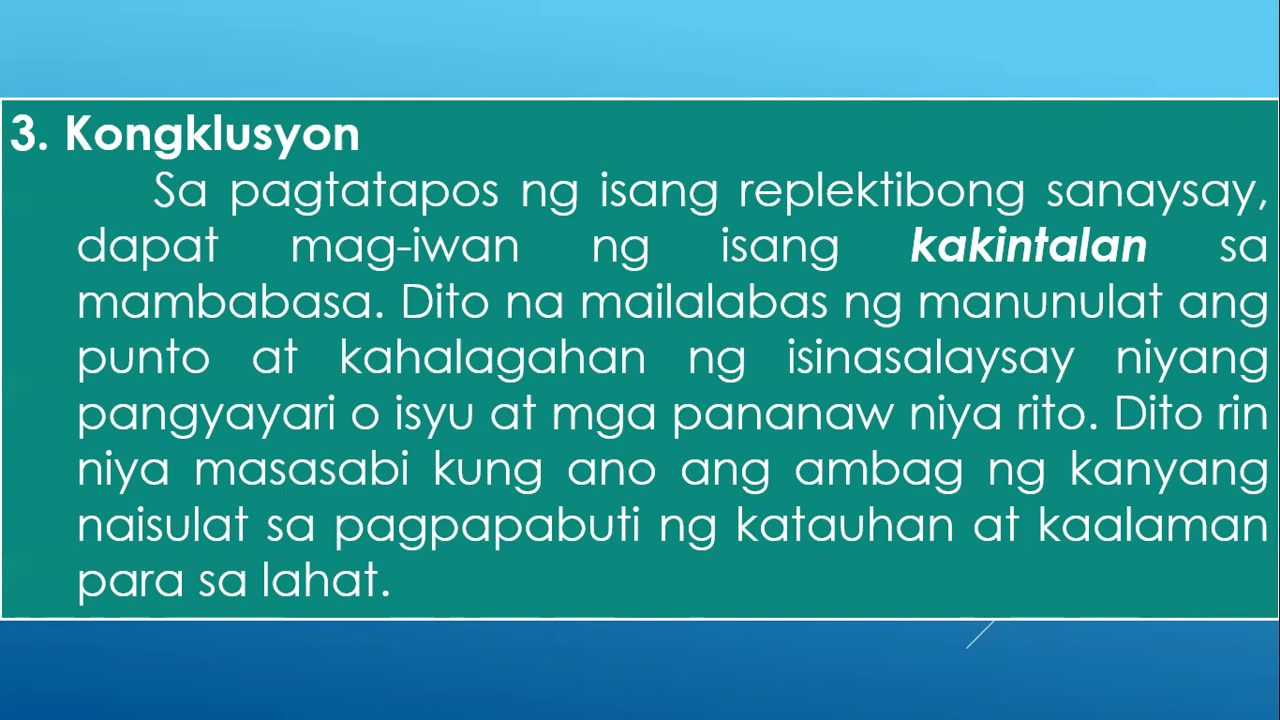 3. Kongklusyon
Sa pagtatapos ng isang replektibong sanaysay,
dapat mag-iwan ng isang kakintalan sa
mambabasa. Dito na mailalabas ng manunulat ang
punto at kahalagahan ng isinasalaysay niyang
pangyayari o isyu at mga pananaw niya rito. Dito rin
niya masasabi kung ano ang ambag ng kanyang
naisulat sa pagpapabuti ng katauhan at kaalaman
para sa lahat.